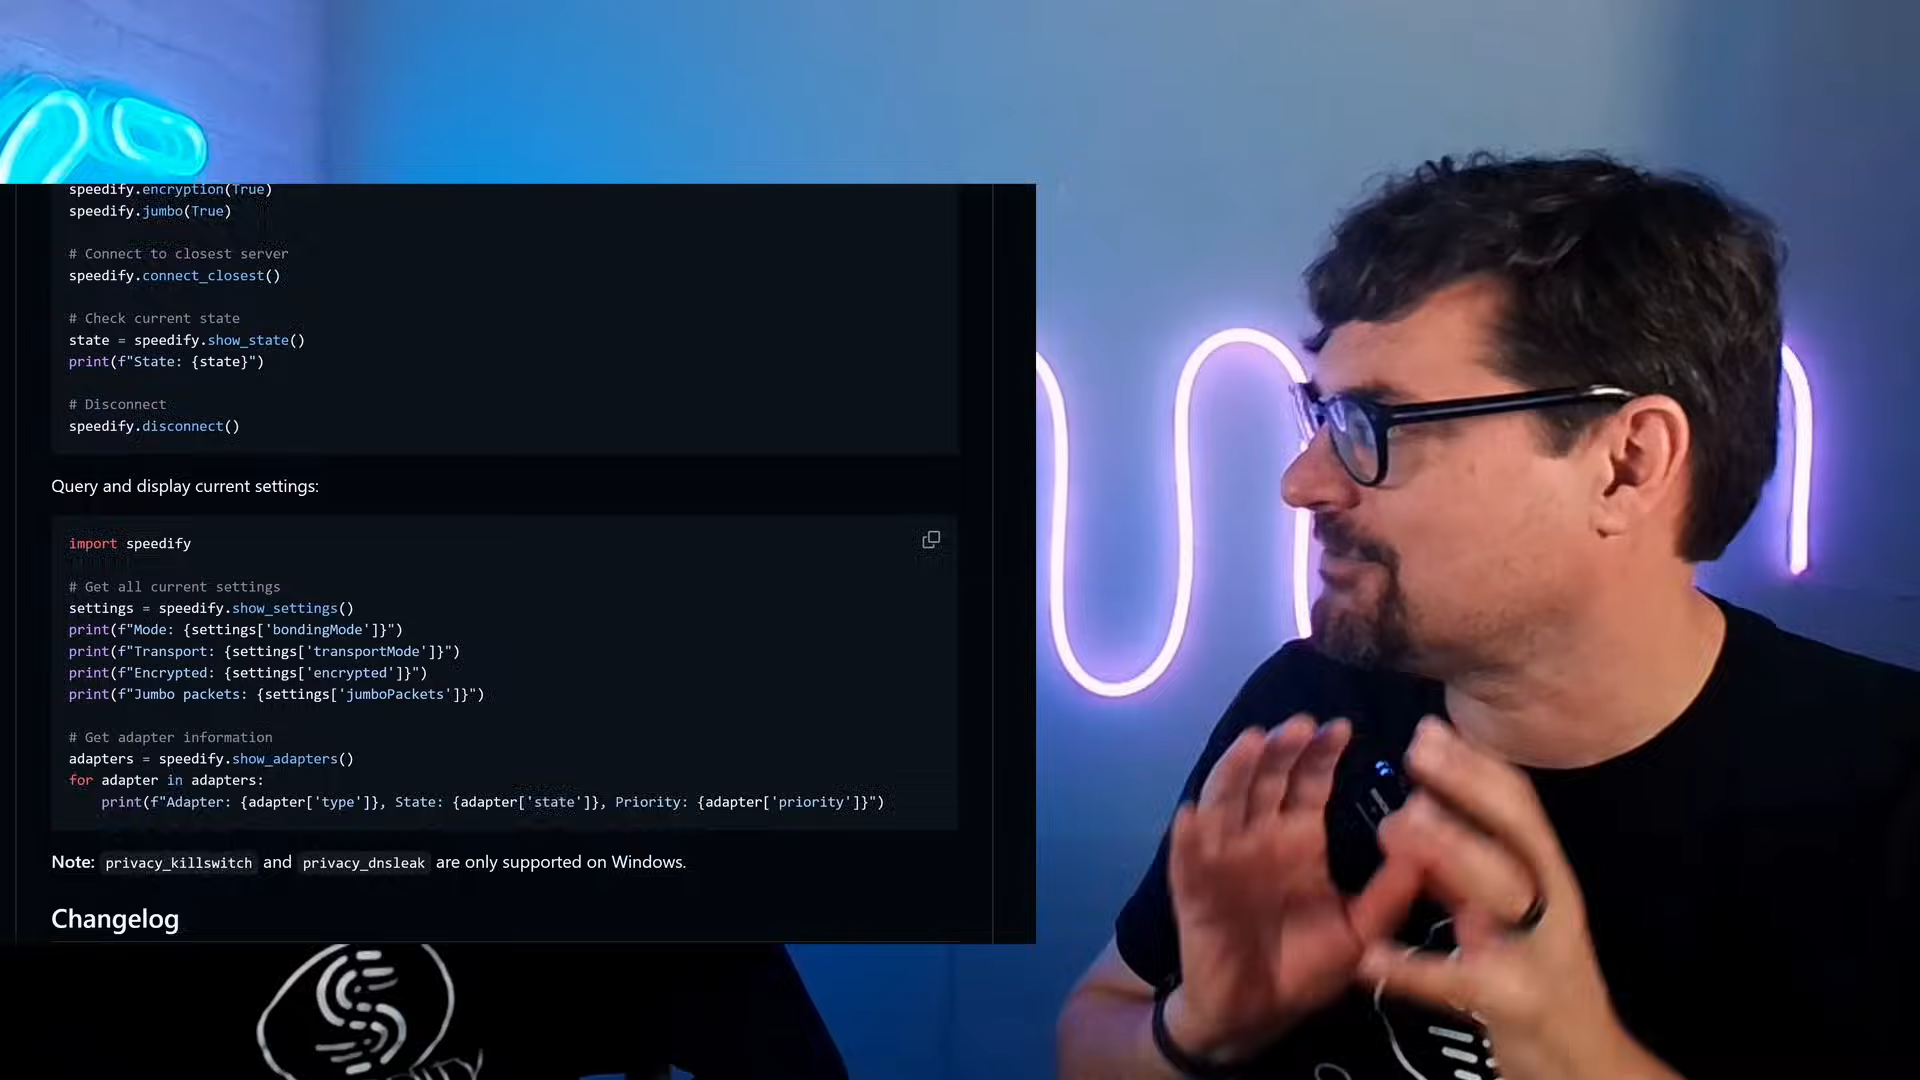 speedify.encryption(True)
speedify.jumbo(True)
# Connect to closest server
speedify.connect_closest()
# Check current state
state = speedify.show_state()
print(f"State: {state}")
# Disconnect
speedify.disconnect()
Query and display current settings:
import speedify
# Get all current settings
settings = speedify.show_settings()
print(f"Mode: {settings['bondingMode']}")
print(f"Transport: {settings['transportMode']}")
print(f"Encrypted: {settings['encrypted']}")
print(f"Jumbo packets: {settings['jumboPackets']}")
# Get adapter information
adapters = speedify.show_adapters()
for adapter in adapters:
    print(f"Adapter: {adapter['type']}, State: {adapter['state']}, Priority: {adapter['priority']}")
Note: privacy_killswitch and privacy_dnsleak are only supported on Windows.
Changelog